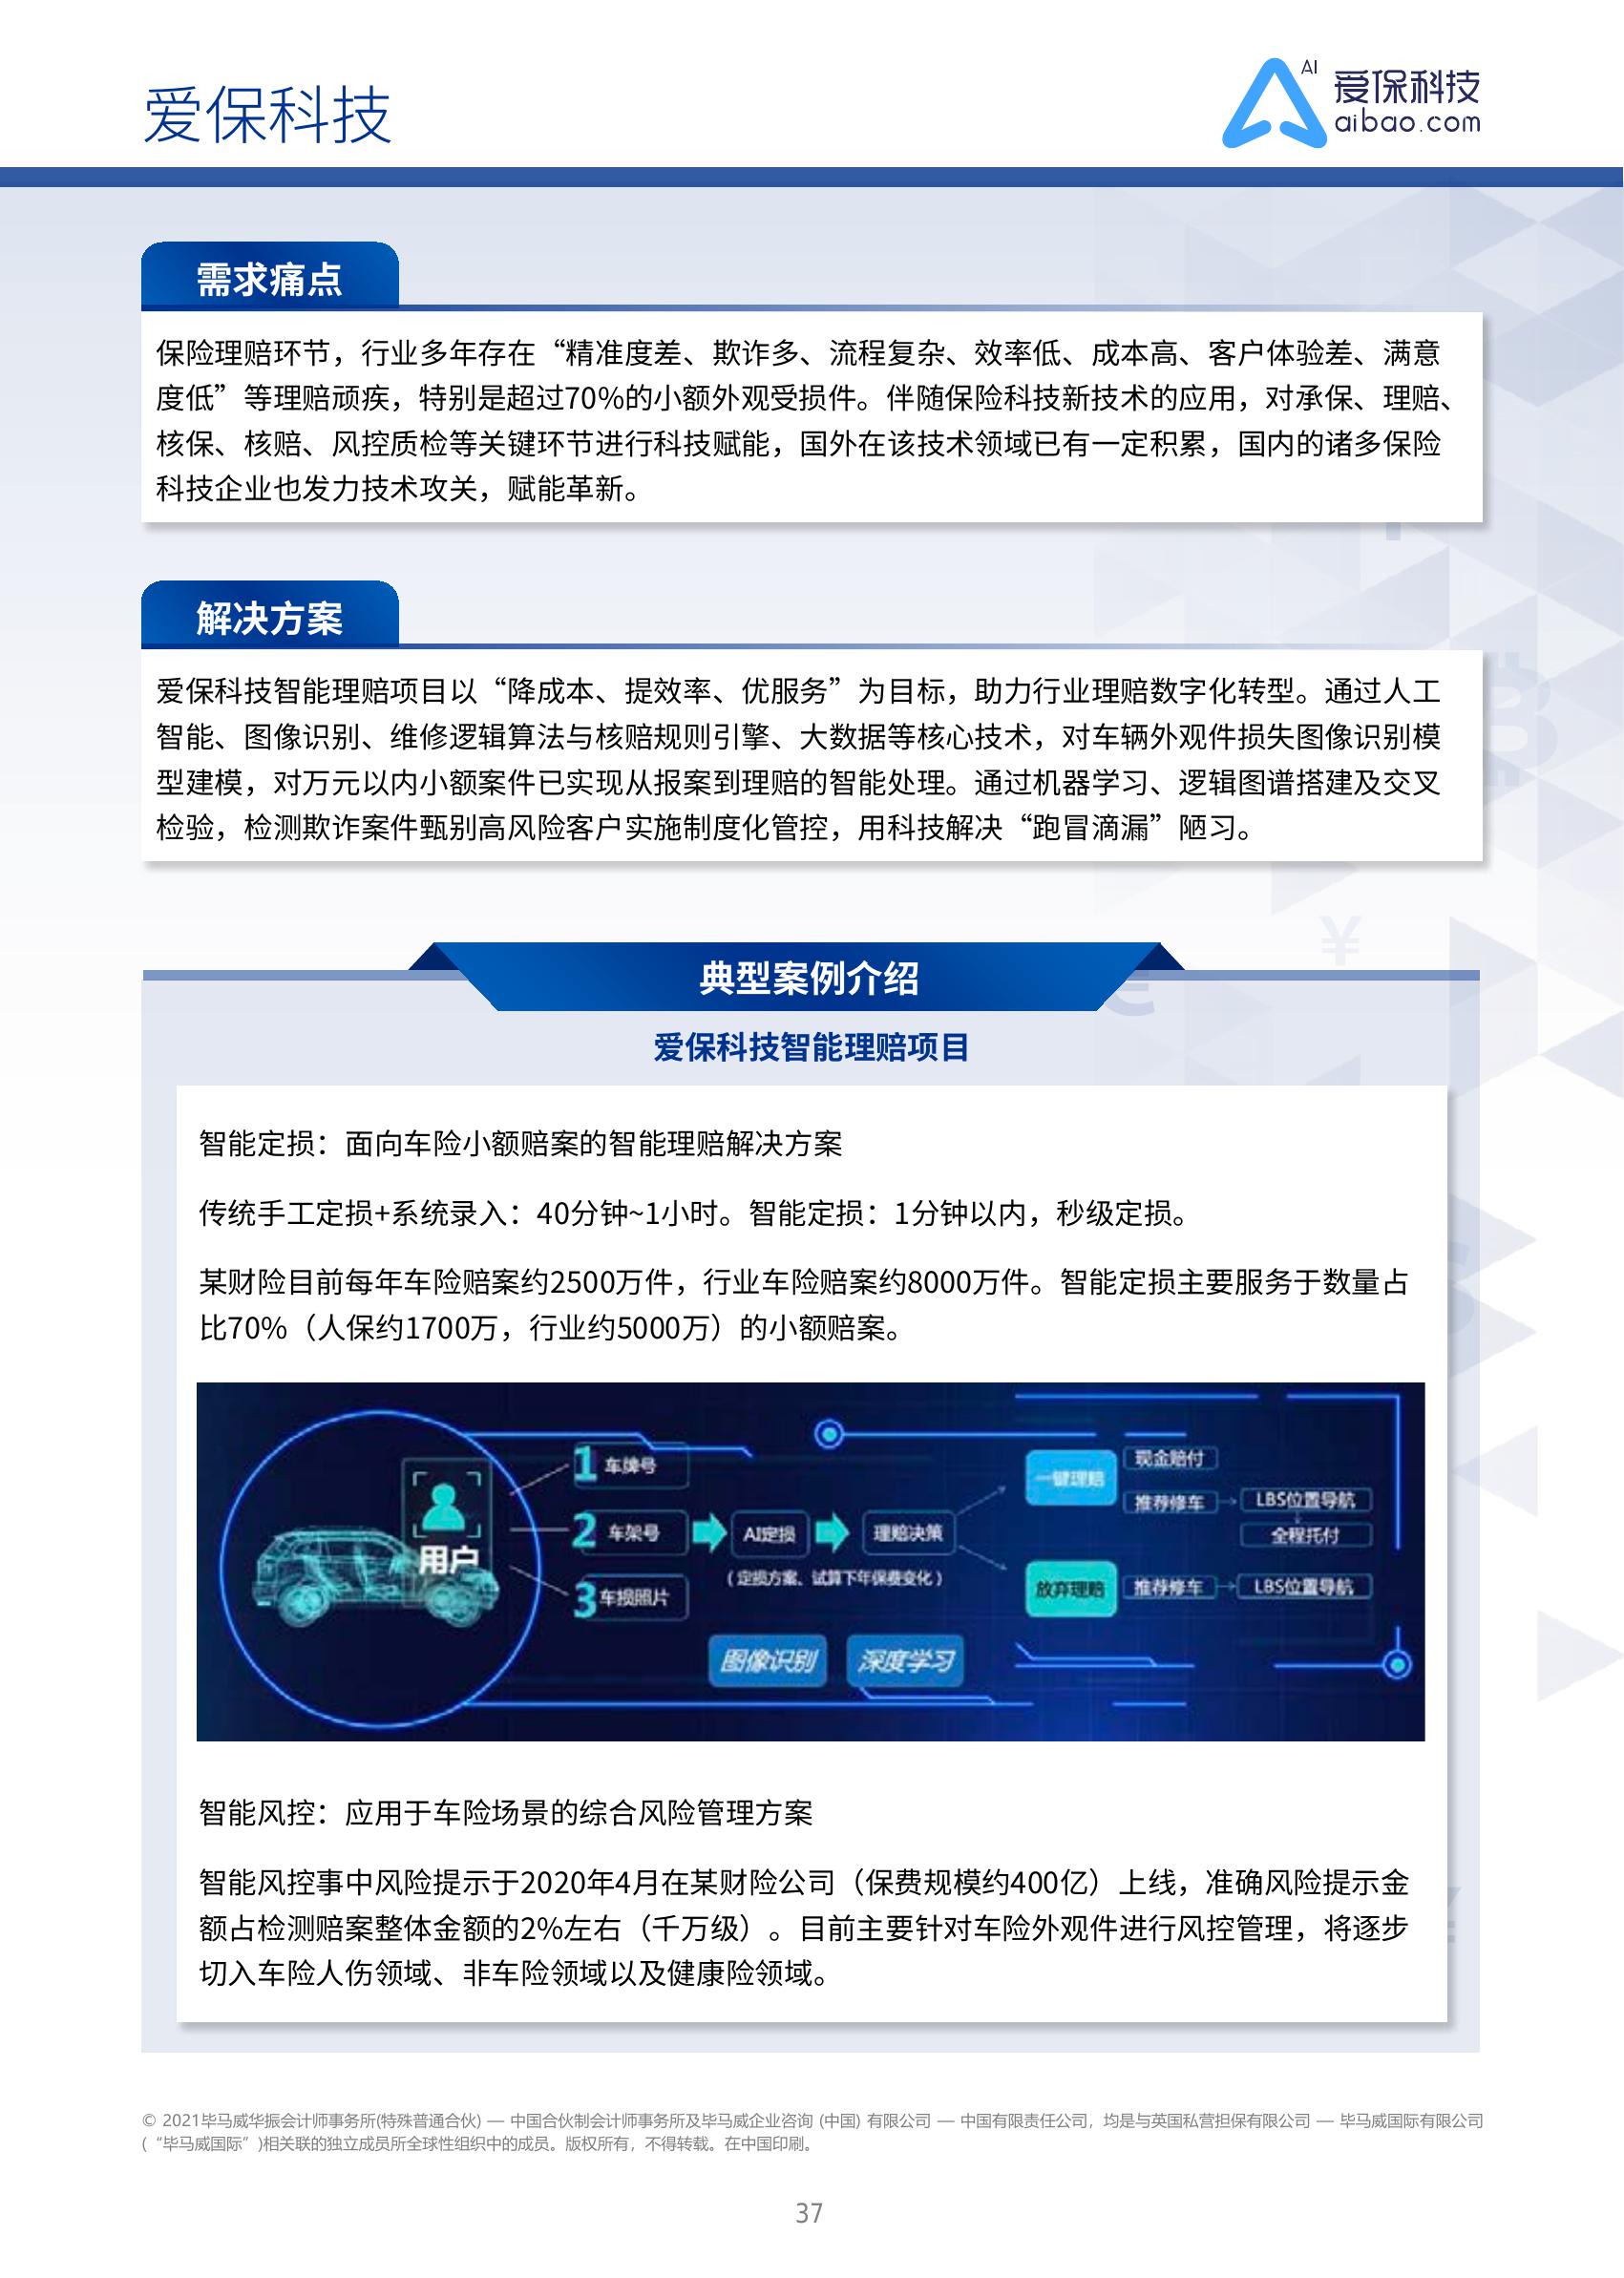 爱保科技
AI
爱保科技
aibao.com
需求痛点
保险理赔环节，行业多年存在“精准度差、欺诈多、流程复杂、效率低、成本高、客户体验差、满意
度低”等理赔顽疾，特别是超过70%的小额外观受损件。伴随保险科技新技术的应用，对承保、理赔、
核保、核赔、风控质检等关键环节进行科技赋能，国外在该技术领域已有一定积累，国内的诸多保险
科技企业也发力技术攻关，赋能革新。
解决方案
爱保科技智能理赔项目以“降成本、提效率、优服务”为目标，助力行业理赔数字化转型。通过人工
智能、图像识别、维修逻辑算法与核赔规则引擎、大数据等核心技术，对车辆外观件损失图像识别模
型建模，对万元以内小额案件已实现从报案到理赔的智能处理。通过机器学习、逻辑图谱搭建及交叉
检验，检测欺诈案件甄别高风险客户实施制度化管控，用科技解决“跑冒滴漏”陋习。
典型案例介绍
爱保科技智能理赔项目
智能定损：面向车险小额赔案的智能理赔解决方案
传统手工定损+系统录入：40分钟~1小时。智能定损：1分钟以内，秒级定损。
某财险目前每年车险赔案约2500万件，行业车险赔案约8000万件。智能定损主要服务于数量占
比70%（人保约1700万，行业约5000万）的小额赔案。
用户
1 车牌号
2 车架号
3 车损照片
AI定损
理赔决策
（定损方案、试算下年保费变化）
图像识别
深度学习
一键理赔
现金赔付
推荐修车
LBS位置导航
全程托付
放弃理赔
推荐修车
LBS位置导航
智能风控：应用于车险场景的综合风险管理方案
智能风控事中风险提示于2020年4月在某财险公司（保费规模约400亿）上线，准确风险提示金
额占检测赔案整体金额的2%左右（千万级）。目前主要针对车险外观件进行风控管理，将逐步
切入车险人伤领域、非车险领域以及健康险领域。
© 2021毕马威华振会计师事务所(特殊普通合伙) — 中国合伙制会计师事务所及毕马威企业咨询 (中国) 有限公司 — 中国有限责任公司，均是与英国私营担保有限公司 — 毕马威国际有限公司
(“毕马威国际”)相关联的独立成员所全球性组织中的成员。版权所有，不得转载。在中国印刷。
37